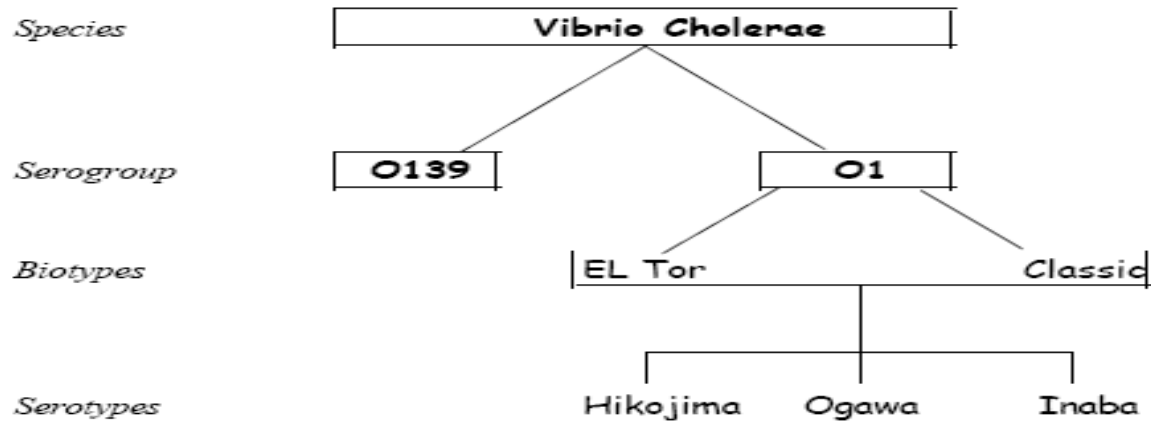 Species Vibrio Cholerae
Serogroup O139 O1
Biotypes EL Tor Classic
Serotypes Hikojima Ogawa Inaba